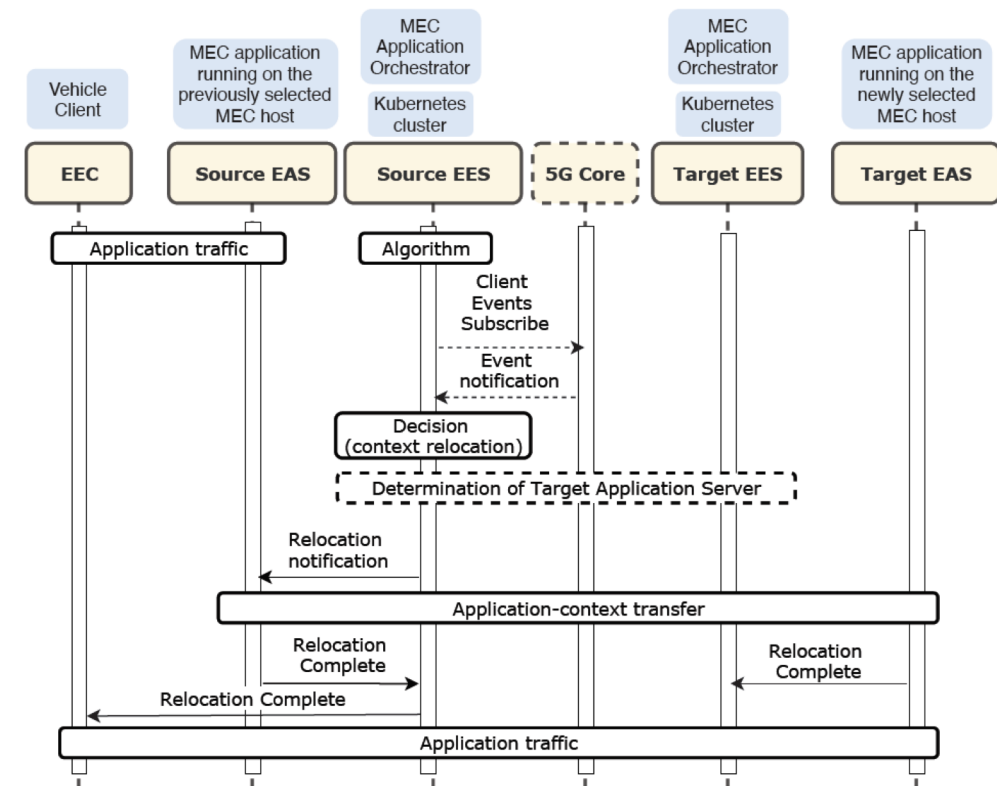 Vehicle
Client
MEC application
running on the
previously selected
MEC host
MEC
Application
Orchestrator
Kubernetes
cluster
MEC
Application
Orchestrator
Kubernetes
cluster
MEC application
running on the
newly selected
MEC host
EEC
Source EAS
Source EES
5G Core
Target EES
Target EAS
Application traffic
Algorithm
Client
Events
Subscribe
Event
notification
Decision
(context relocation)
Determination of Target Application Server
Relocation
notification
Application-context transfer
Relocation
Complete
Relocation
Complete
Relocation Complete
Application traffic